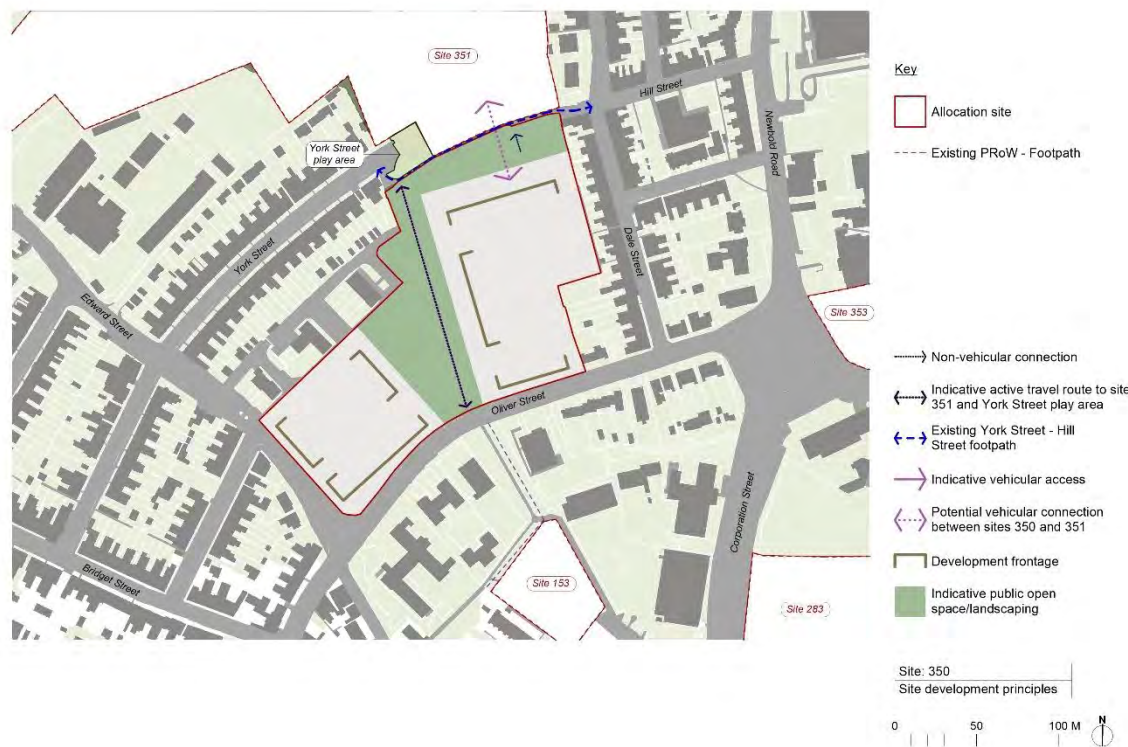 Site 351
Hill Street
Newbold Road
York Street
play area
York Street
Dale Street
Edward Street
Site 353
Oliver Street
Corporation Street
Bridget Street
Site 153
Site 283
Key
Allocation site
Existing PRoW - Footpath
Non-vehicular connection
Indicative active travel route to site
351 and York Street play area
Existing York Street - Hill
Street footpath
Indicative vehicular access
Potential vehicular connection
between sites 350 and 351
Development frontage
Indicative public open
space/landscaping
Site: 350
Site development principles
0 50 100 M
N